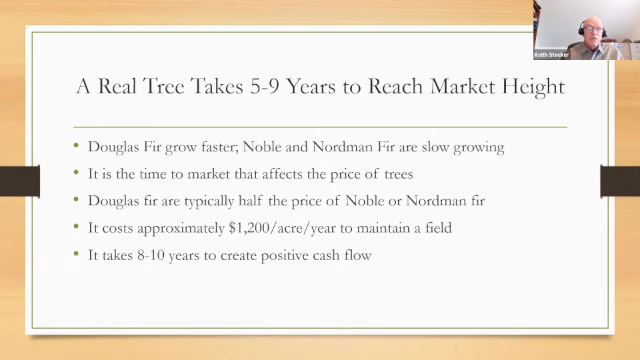 Keith Stocker
A Real Tree Takes 5-9 Years to Reach Market Height
• Douglas Fir grow faster; Noble and Nordman Fir are slow growing
• It is the time to market that affects the price of trees
• Douglas fir are typically half the price of Noble or Nordman fir
• It costs approximately $1,200/acre/year to maintain a field
• It takes 8-10 years to create positive cash flow